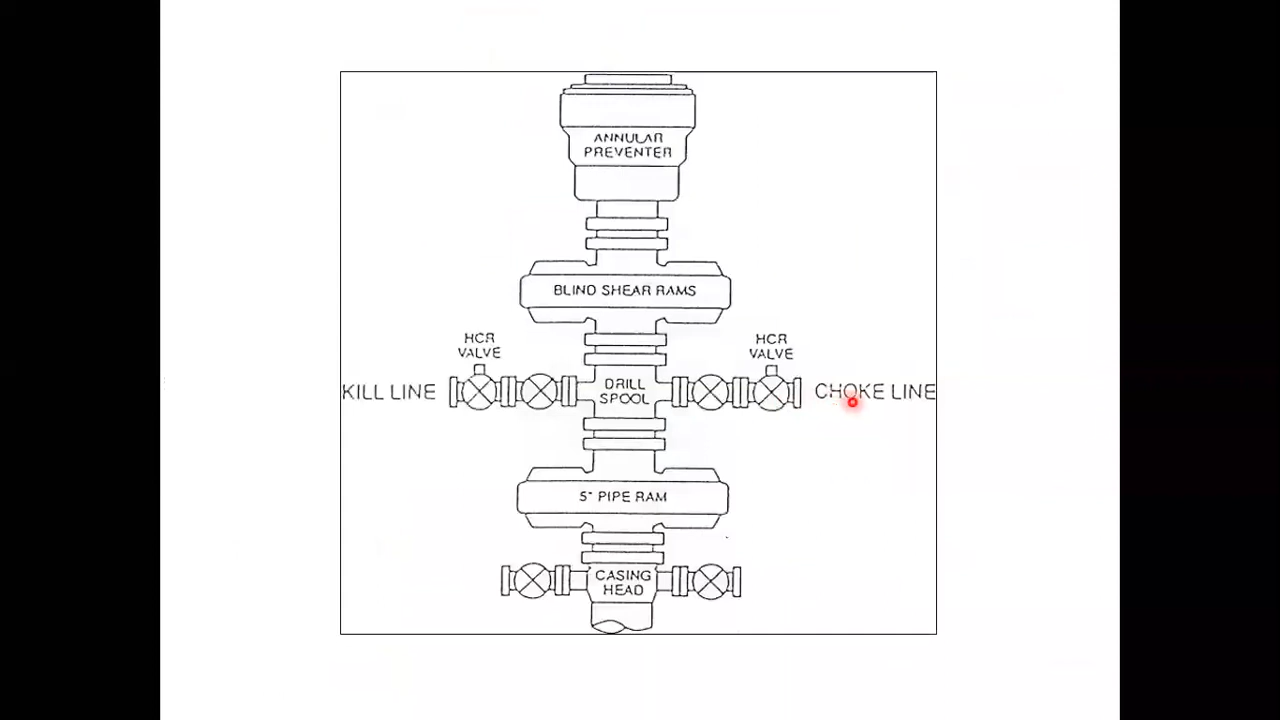 ANNULAR
PREVENTER
BLIND SHEAR RAMS
HCR
VALVE
HCR
VALVE
KILL LINE
DRILL
SPOOL
CHOKE LINE
5" PIPE RAM
CASING
HEAD